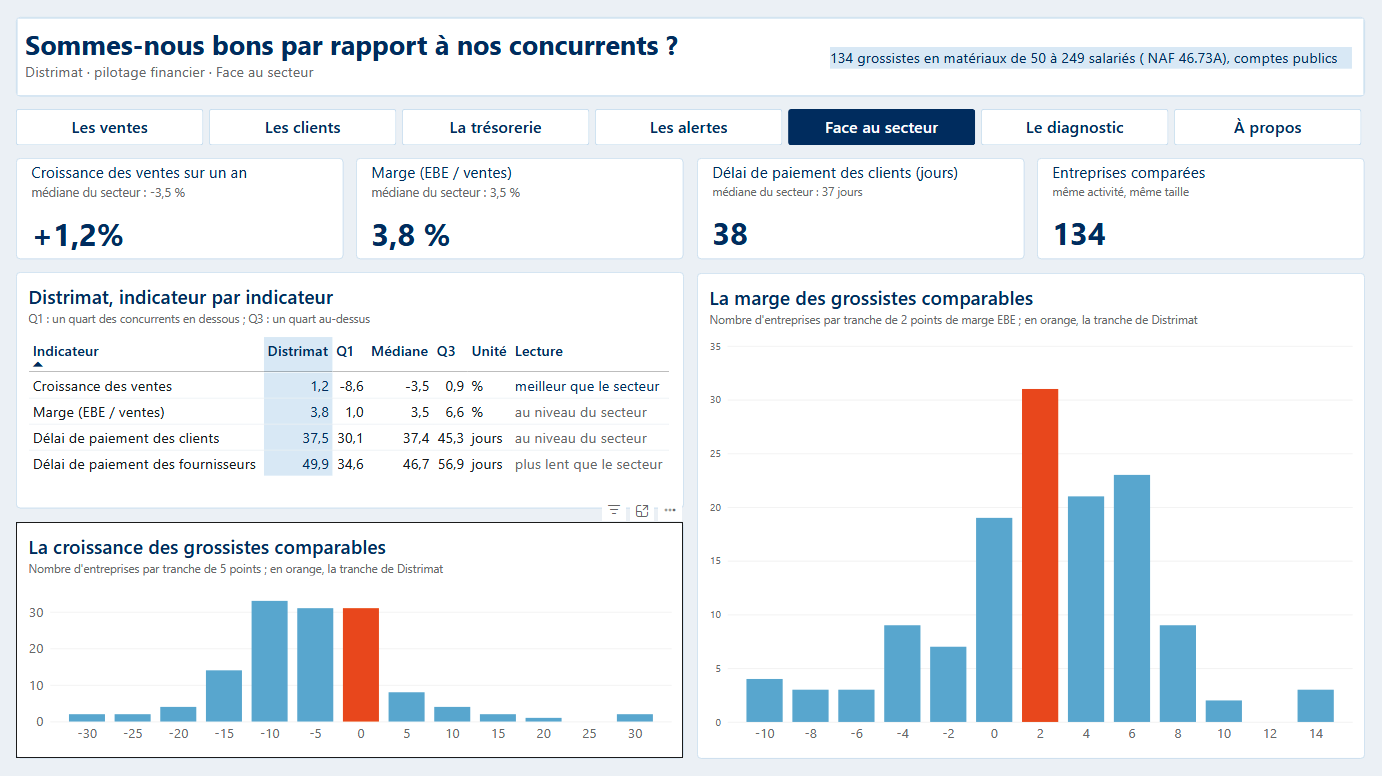 Sommes-nous bons par rapport à nos concurrents ?
Distrimat · pilotage financier · Face au secteur
134 grossistes en matériaux de 50 à 249 salariés ( NAF 46.73A), comptes publics
Les ventes
Les clients
La trésorerie
Les alertes
Face au secteur
Le diagnostic
À propos
Croissance des ventes sur un an
médiane du secteur : -3,5 %
+1,2%
Marge (EBE / ventes)
médiane du secteur : 3,5 %
3,8 %
Délai de paiement des clients (jours)
médiane du secteur : 37 jours
38
Entreprises comparées
même activité, même taille
134
Distrimat, indicateur par indicateur
Q1 : un quart des concurrents en dessous ; Q3 : un quart au-dessus
Indicateur Distrimat Q1 Médiane Q3 Unité Lecture
Croissance des ventes 1,2 -8,6 -3,5 0,9 % meilleur que le secteur
Marge (EBE / ventes) 3,8 1,0 3,5 6,6 % au niveau du secteur
Délai de paiement des clients 37,5 30,1 37,4 45,3 jours au niveau du secteur
Délai de paiement des fournisseurs 49,9 34,6 46,7 56,9 jours plus lent que le secteur
La croissance des grossistes comparables
Nombre d'entreprises par tranche de 5 points ; en orange, la tranche de Distrimat
30
20
10
0
-30 -25 -20 -15 -10 -5 0 5 10 15 20 25 30
La marge des grossistes comparables
Nombre d'entreprises par tranche de 2 points de marge EBE ; en orange, la tranche de Distrimat
35
30
25
20
15
10
5
0
-10 -8 -6 -4 -2 0 2 4 6 8 10 12 14